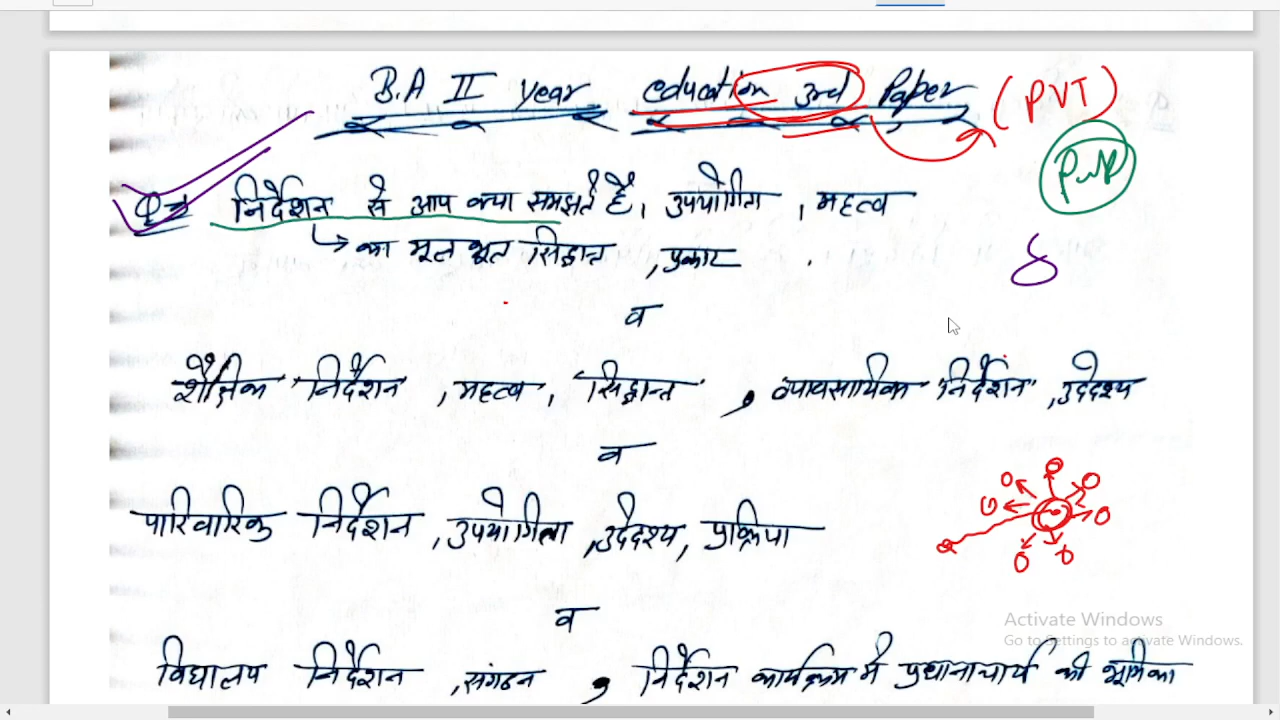 B.A II year education 3rd Paper (PVT)
Q→ निर्देशन से आप क्या समझते हैं, उपयोगिता, महत्व
↳ का मूल भूत सिद्धान्त, प्रकार
व
शैक्षिक निर्देशन, महत्व, सिद्धान्त, व्यावसायिक निर्देशन, उद्देश्य
व
पारिवारिक निर्देशन, उपयोगिता, उद्देश्य, प्रक्रिया
व
विद्यालय निर्देशन, संगठन, निर्देशन कार्यक्रम में प्रधानाचार्य की भूमिका
Activate Windows
Go to Settings to activate Windows.